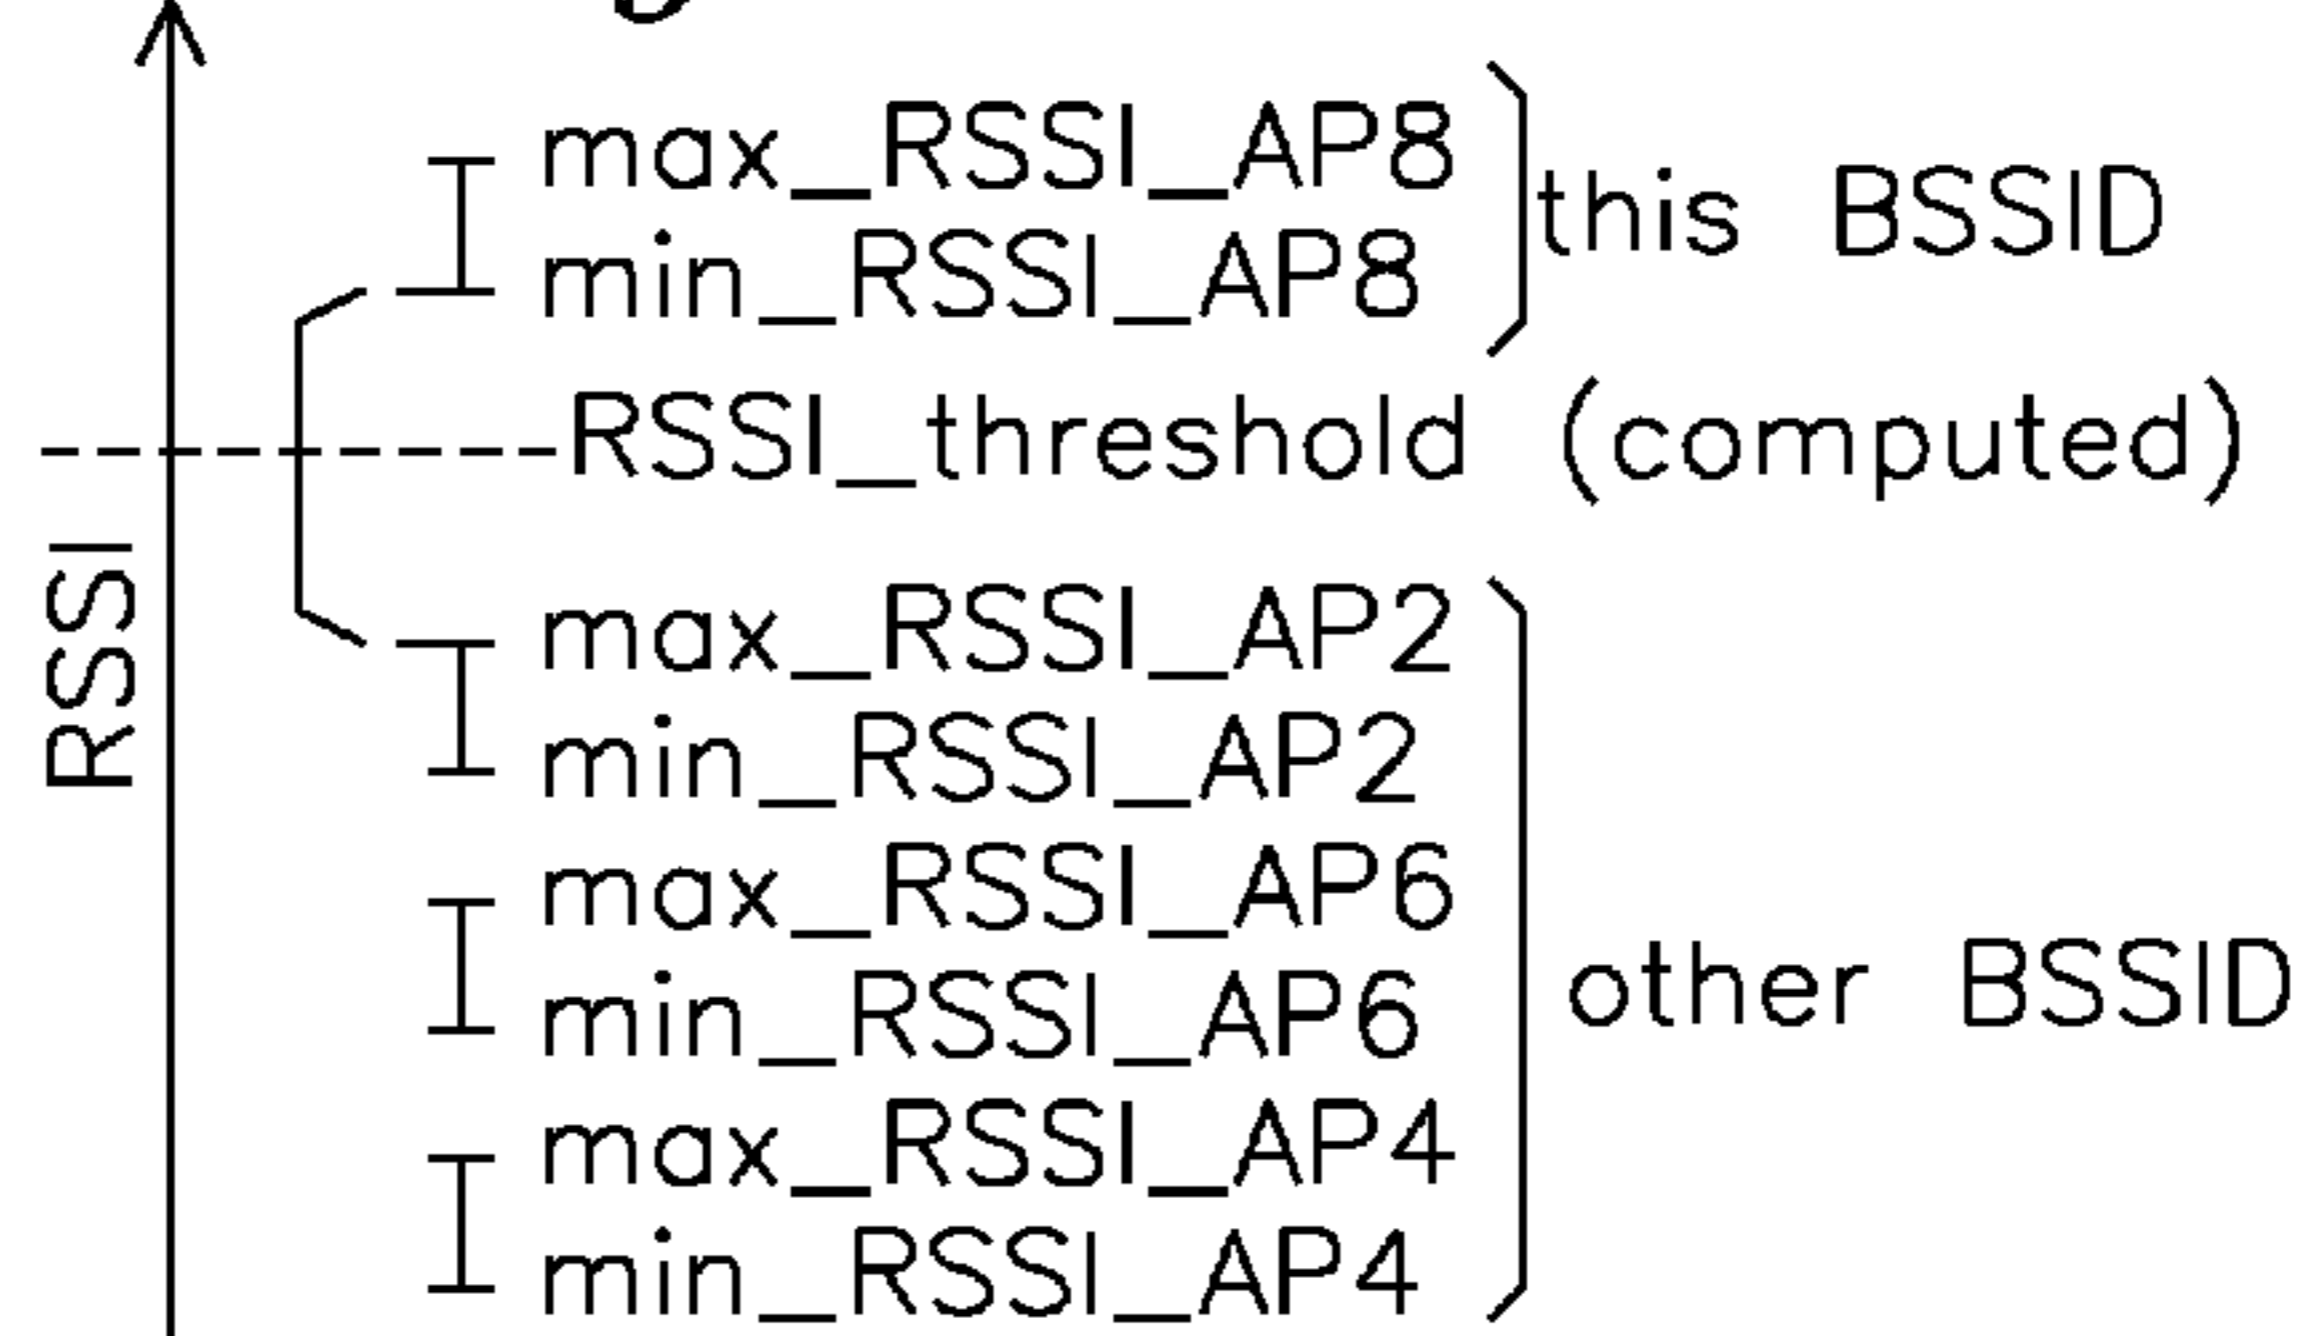 max_RSSI_AP8
this BSSID
min_RSSI_AP8
RSSI_threshold (computed)
RSSI
max_RSSI_AP2
min_RSSI_AP2
max_RSSI_AP6
other BSSID
min_RSSI_AP6
max_RSSI_AP4
min_RSSI_AP4